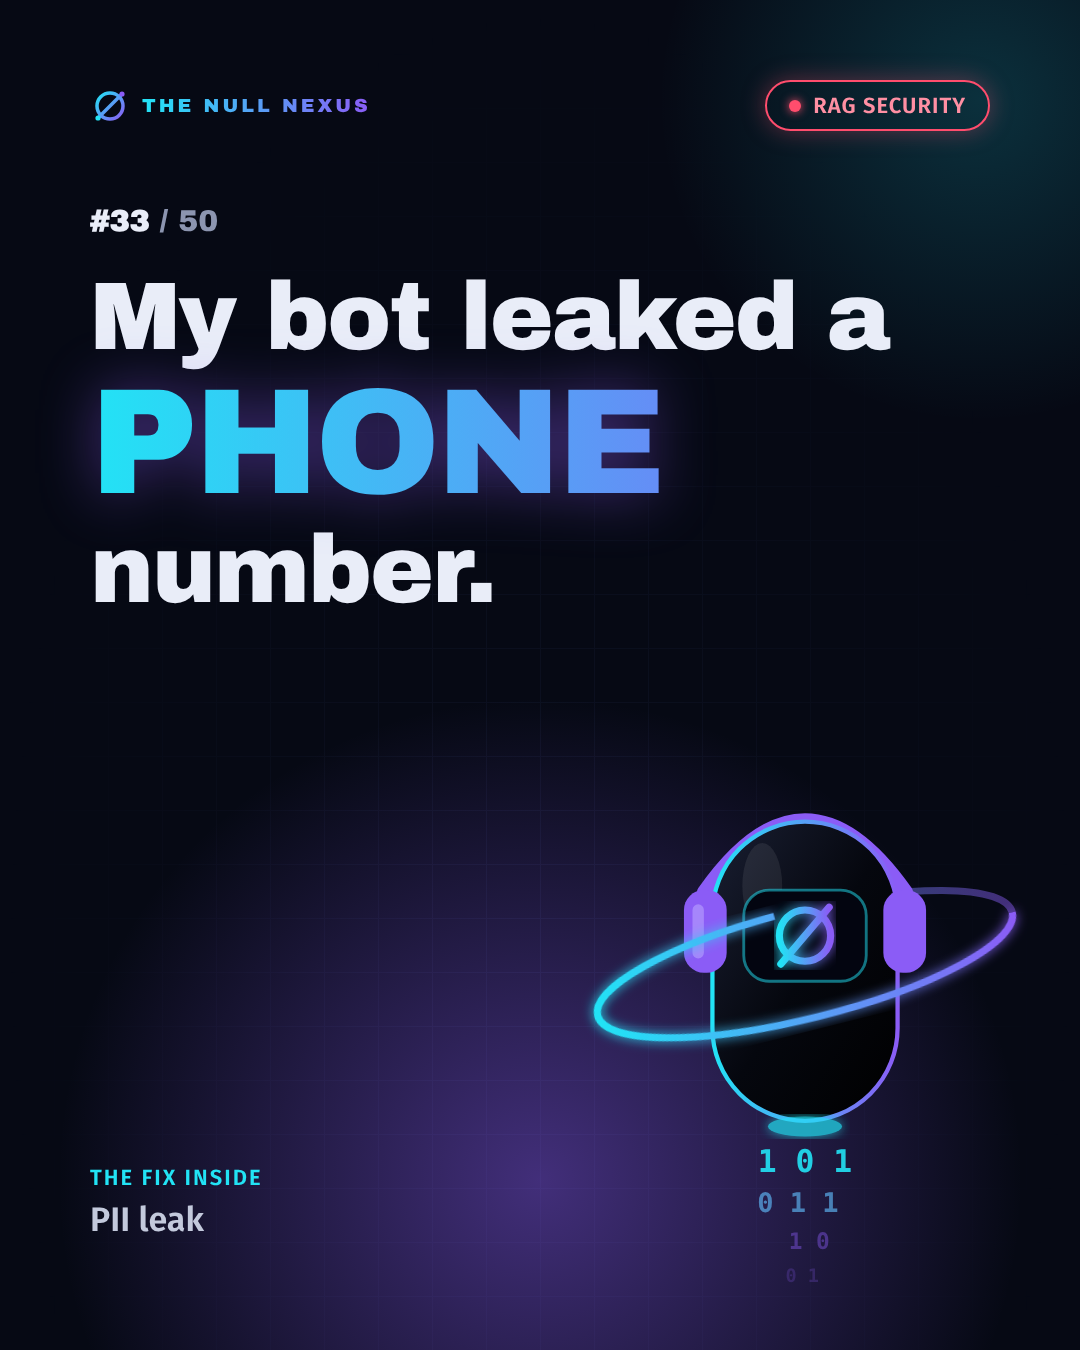 THE NULL NEXUS
RAG SECURITY
#33 / 50
My bot leaked a
PHONE
number.
THE FIX INSIDE
PII leak
1 0 1
0 1 1
1 0
0 1